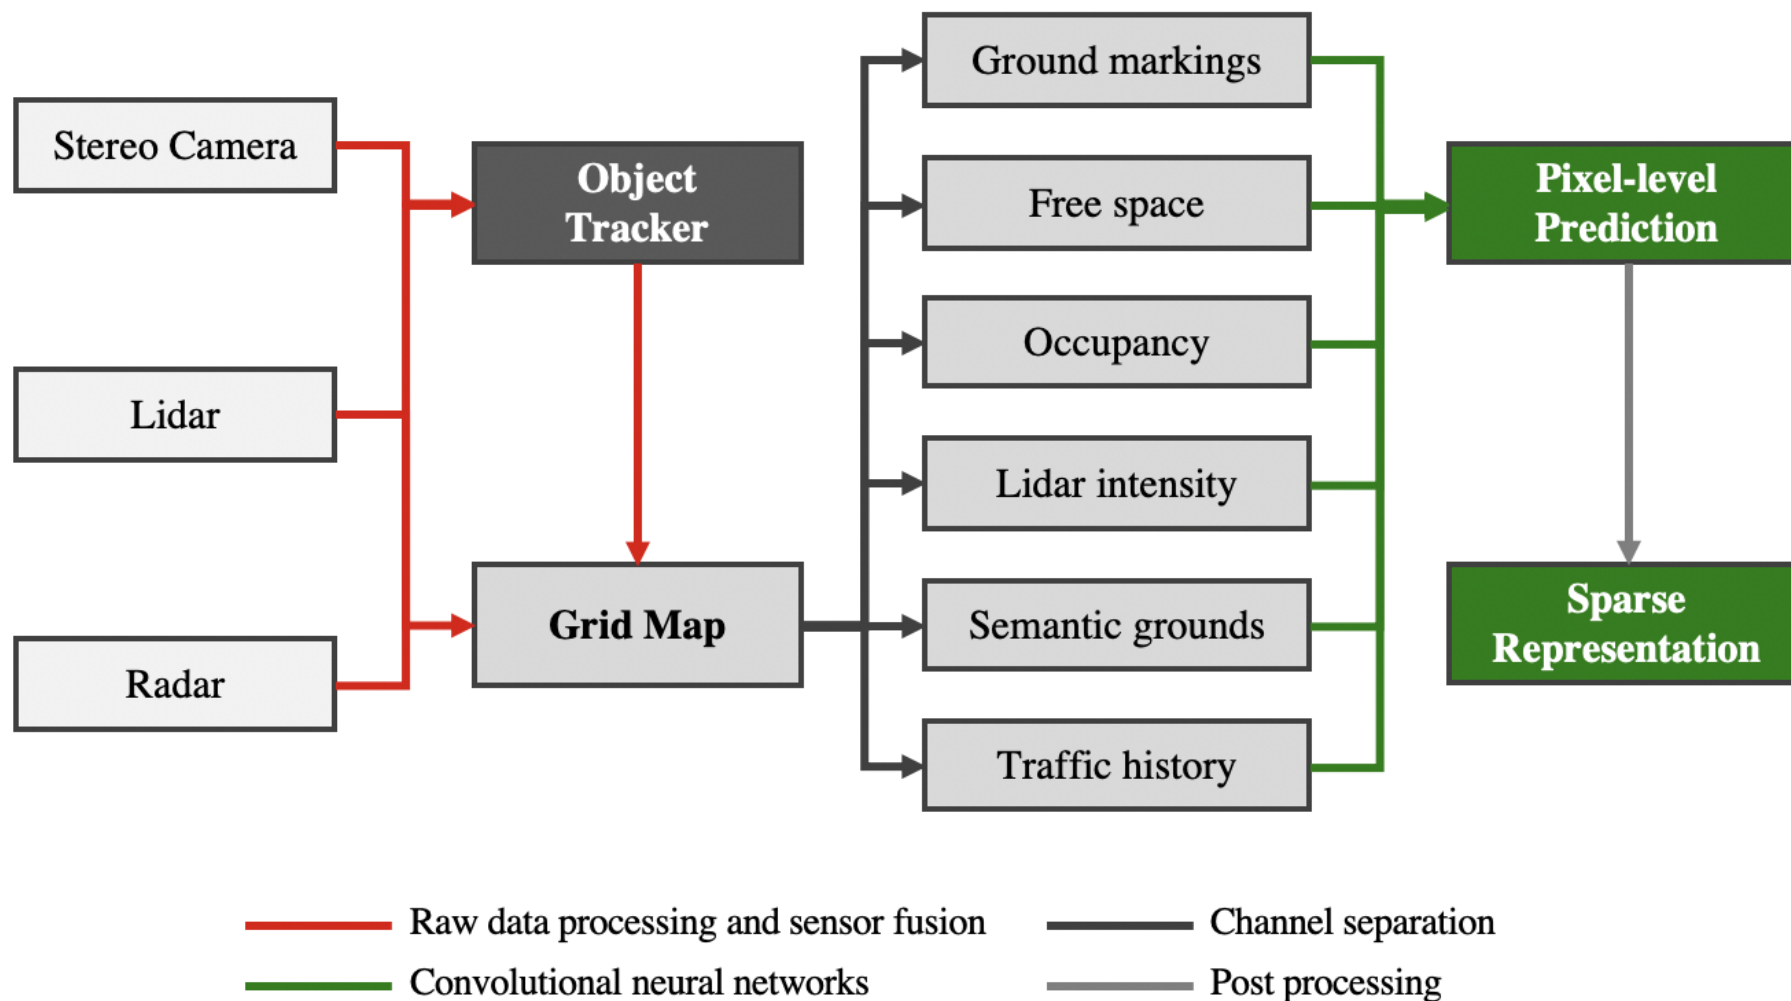 Stereo Camera
Lidar
Radar
Object
Tracker
Grid Map
Ground markings
Free space
Occupancy
Lidar intensity
Semantic grounds
Traffic history
Pixel-level
Prediction
Sparse
Representation
Raw data processing and sensor fusion
Channel separation
Convolutional neural networks
Post processing